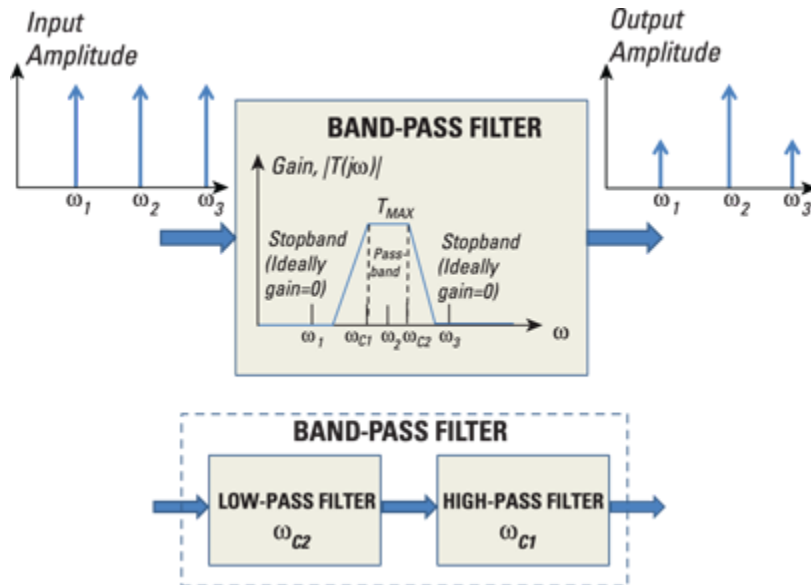 Input
Amplitude
ω1 ω2 ω3
Output
Amplitude
ω1 ω2 ω3
BAND-PASS FILTER
Gain, |T(jω)|
TMAX
Stopband
(Ideally
gain=0)
Pass-
band
Stopband
(Ideally
gain=0)
ω1 ωC1 ω2 ωC2 ω3 ω
BAND-PASS FILTER
LOW-PASS FILTER
ωC2
HIGH-PASS FILTER
ωC1